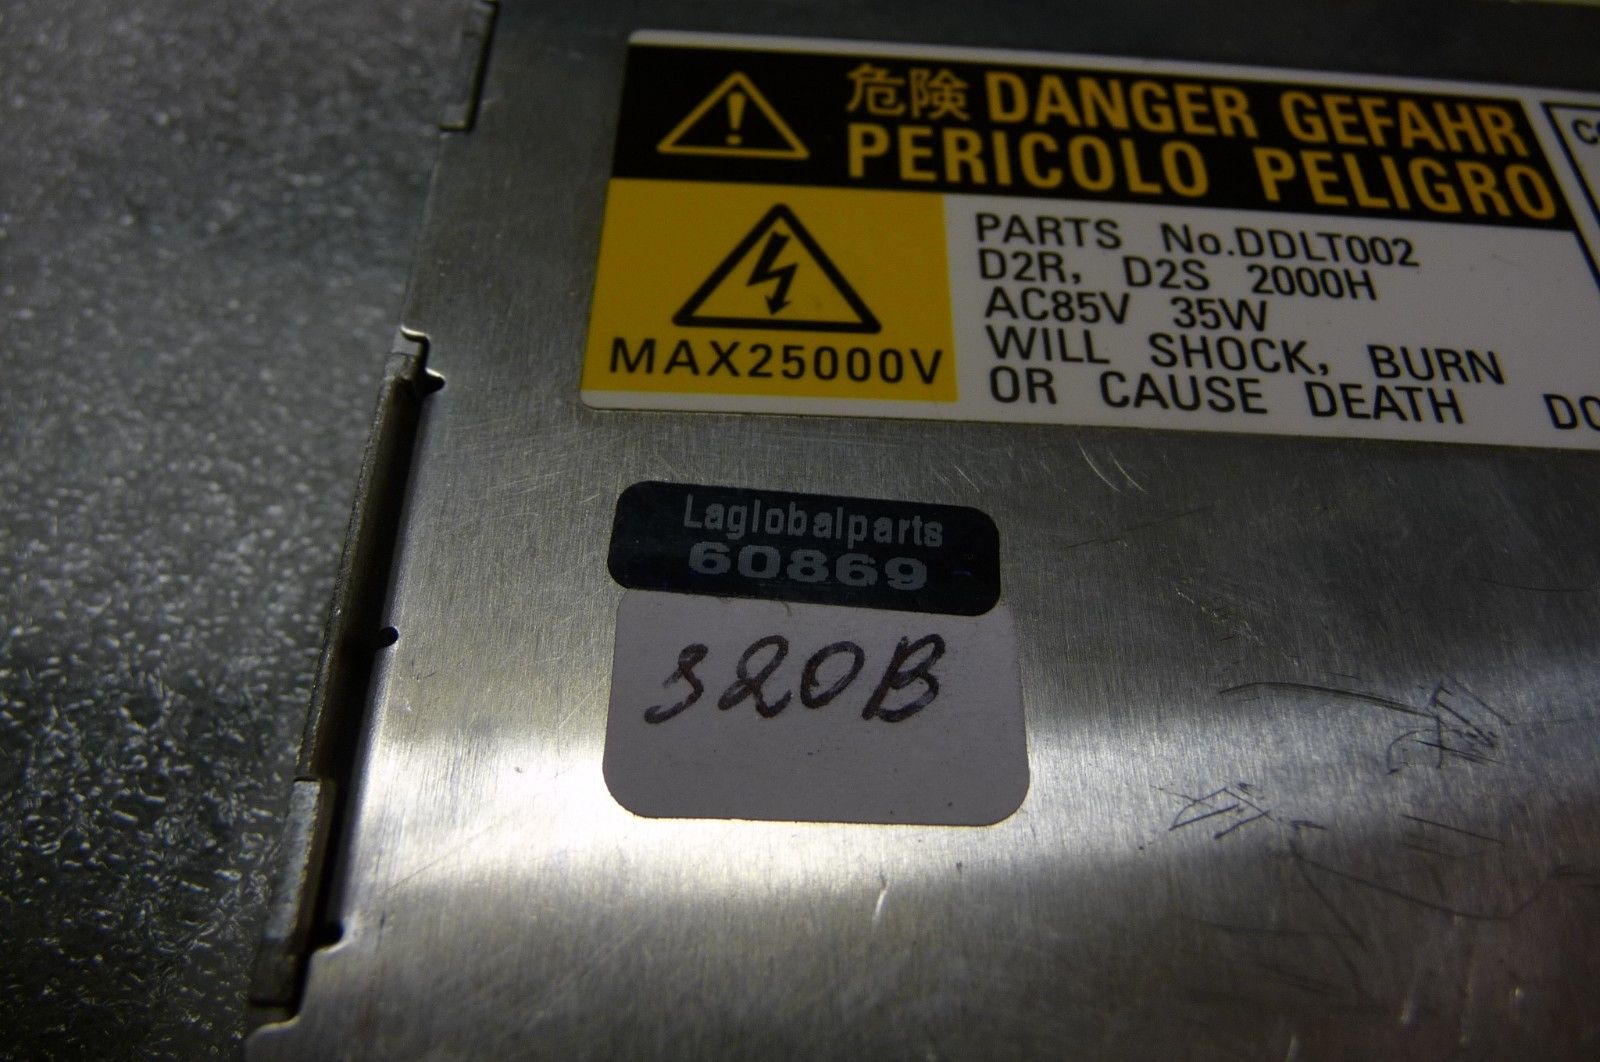 危険 DANGER GEFAHR
PERICOLO PELIGRO
MAX25000V
PARTS No.DDLT002
D2R, D2S 2000H
AC85V 35W
WILL SHOCK, BURN
OR CAUSE DEATH
Laglobalparts
60869
320B